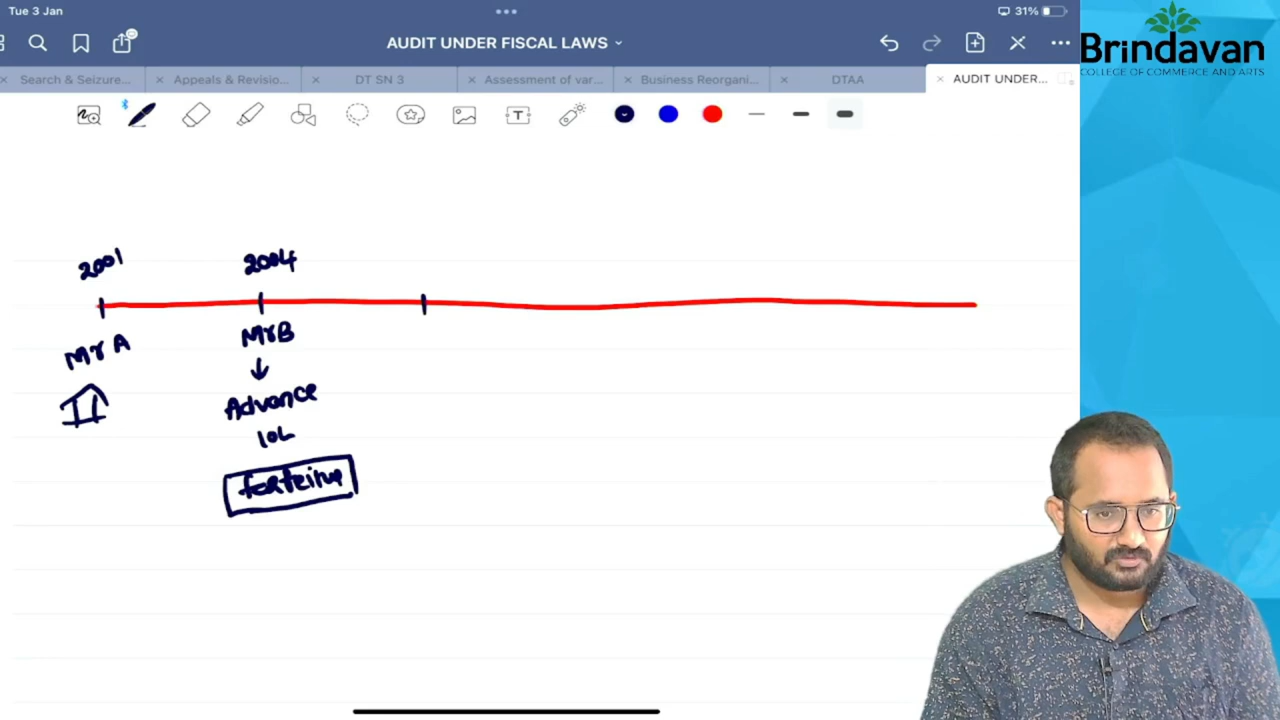 Tue 3 Jan
31%
AUDIT UNDER FISCAL LAWS
Search & Seizure...
Appeals & Revisio...
DT SN 3
Assessment of var...
Business Reorgani...
DTAA
AUDIT UNDER...
Brindavan
COLLEGE OF COMMERCE AND ARTS
T
2001
2004
Mr A
Mr B
Advance
10L